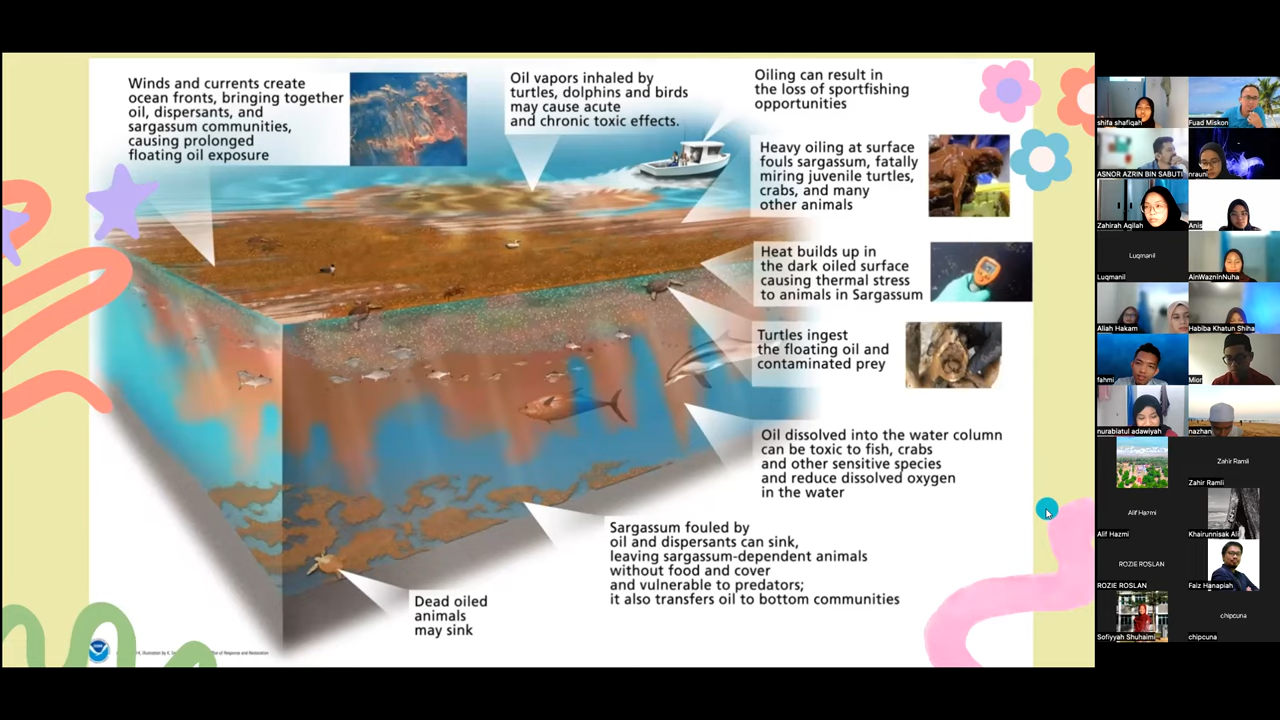 Winds and currents create
ocean fronts, bringing together
oil, dispersants, and
sargassum communities,
causing prolonged
floating oil exposure
Oil vapors inhaled by
turtles, dolphins and birds
may cause acute
and chronic toxic effects.
Oiling can result in
the loss of sportfishing
opportunities
Heavy oiling at surface
fouls sargassum, fatally
miring juvenile turtles,
crabs, and many
other animals
Heat builds up in
the dark oiled surface
causing thermal stress
to animals in Sargassum
Turtles ingest
the floating oil and
contaminated prey
Oil dissolved into the water column
can be toxic to fish, crabs
and other sensitive species
and reduce dissolved oxygen
in the water
Sargassum fouled by
oil and dispersants can sink,
leaving sargassum-dependent animals
without food and cover
and vulnerable to predators;
it also transfers oil to bottom communities
Dead oiled
animals
may sink
shifa shafiqah
Fuad Miskon
ASNOR AZRIN BIN SABUTI
nraun
Zahirah Aqilah
Anis
Luqmanil
Luqmanil
AinWazninNuha
Aliah Hakam
Habiba Khatun Shiha
fahmi
Mior
nurabiatul adawiyah
nazhan
Zahir Ramli
Zahir Ramli
Alif Hazmi
Alif Hazmi
Khairunnisak Ali
ROZIE ROSLAN
ROZIE ROSLAN
Faiz Hanapiah
Sofiyyah Shuhaimi
chipcuna
chipcuna